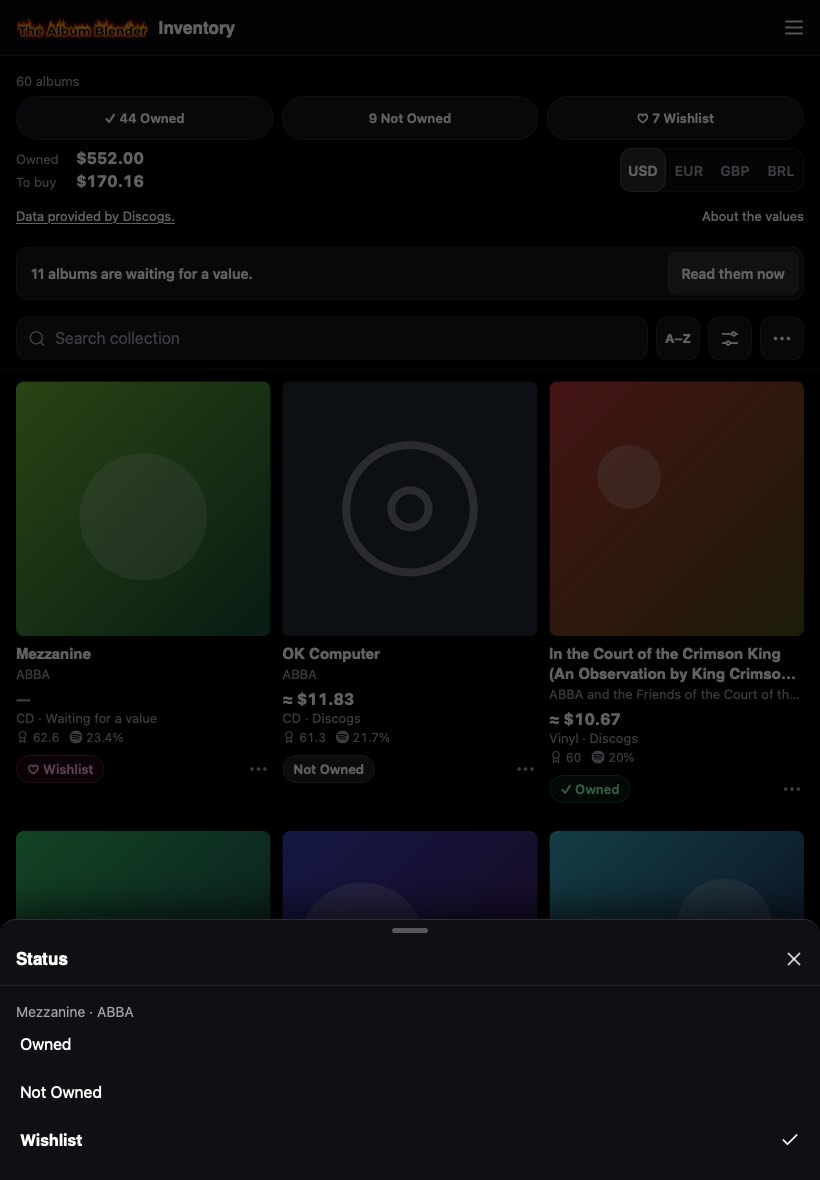 The Album Blender Inventory
60 albums
44 Owned
9 Not Owned
7 Wishlist
Owned $552.00
To buy $170.16
USD EUR GBP BRL
Data provided by Discogs.
About the values
11 albums are waiting for a value.
Read them now
Search collection
A–Z
Mezzanine
ABBA
—
CD · Waiting for a value
62.6 23.4%
Wishlist
OK Computer
ABBA
≈ $11.83
CD · Discogs
61.3 21.7%
Not Owned
In the Court of the Crimson King
(An Observation by King Crimso...
ABBA and the Friends of the Court of th...
≈ $10.67
Vinyl · Discogs
60 20%
Owned
Status
Mezzanine · ABBA
Owned
Not Owned
Wishlist